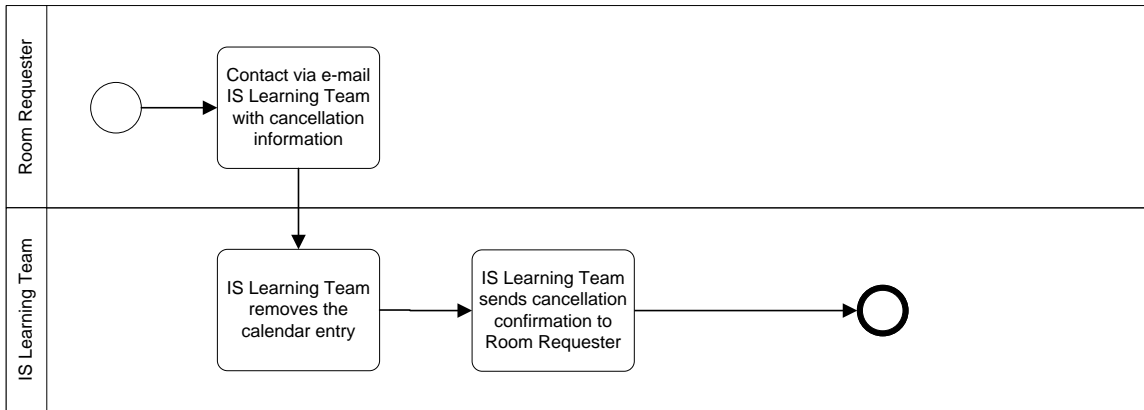 Room Requester
Contact via e-mail
IS Learning Team
with cancellation
information
IS Learning Team
IS Learning Team
removes the
calendar entry
IS Learning Team
sends cancellation
confirmation to
Room Requester